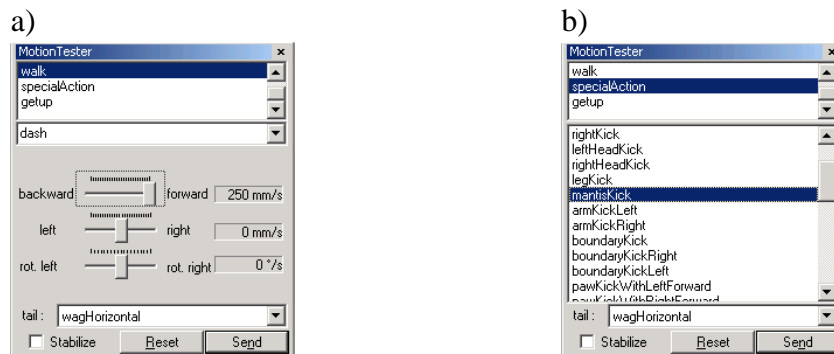 a)
MotionTester ×
walk
specialAction
getup
dash
backward forward 250 mm/s
left right 0 mm/s
rot. left rot. right 0 °/s
tail : wagHorizontal
Stabilize Reset Send
b)
MotionTester ×
walk
specialAction
getup
rightKick
leftHeadKick
rightHeadKick
legKick
mantisKick
armKickLeft
armKickRight
boundaryKick
boundaryKickRight
boundaryKickLeft
pawKickWithLeftForward
pawKickWithRightForward
tail : wagHorizontal
Stabilize Reset Send